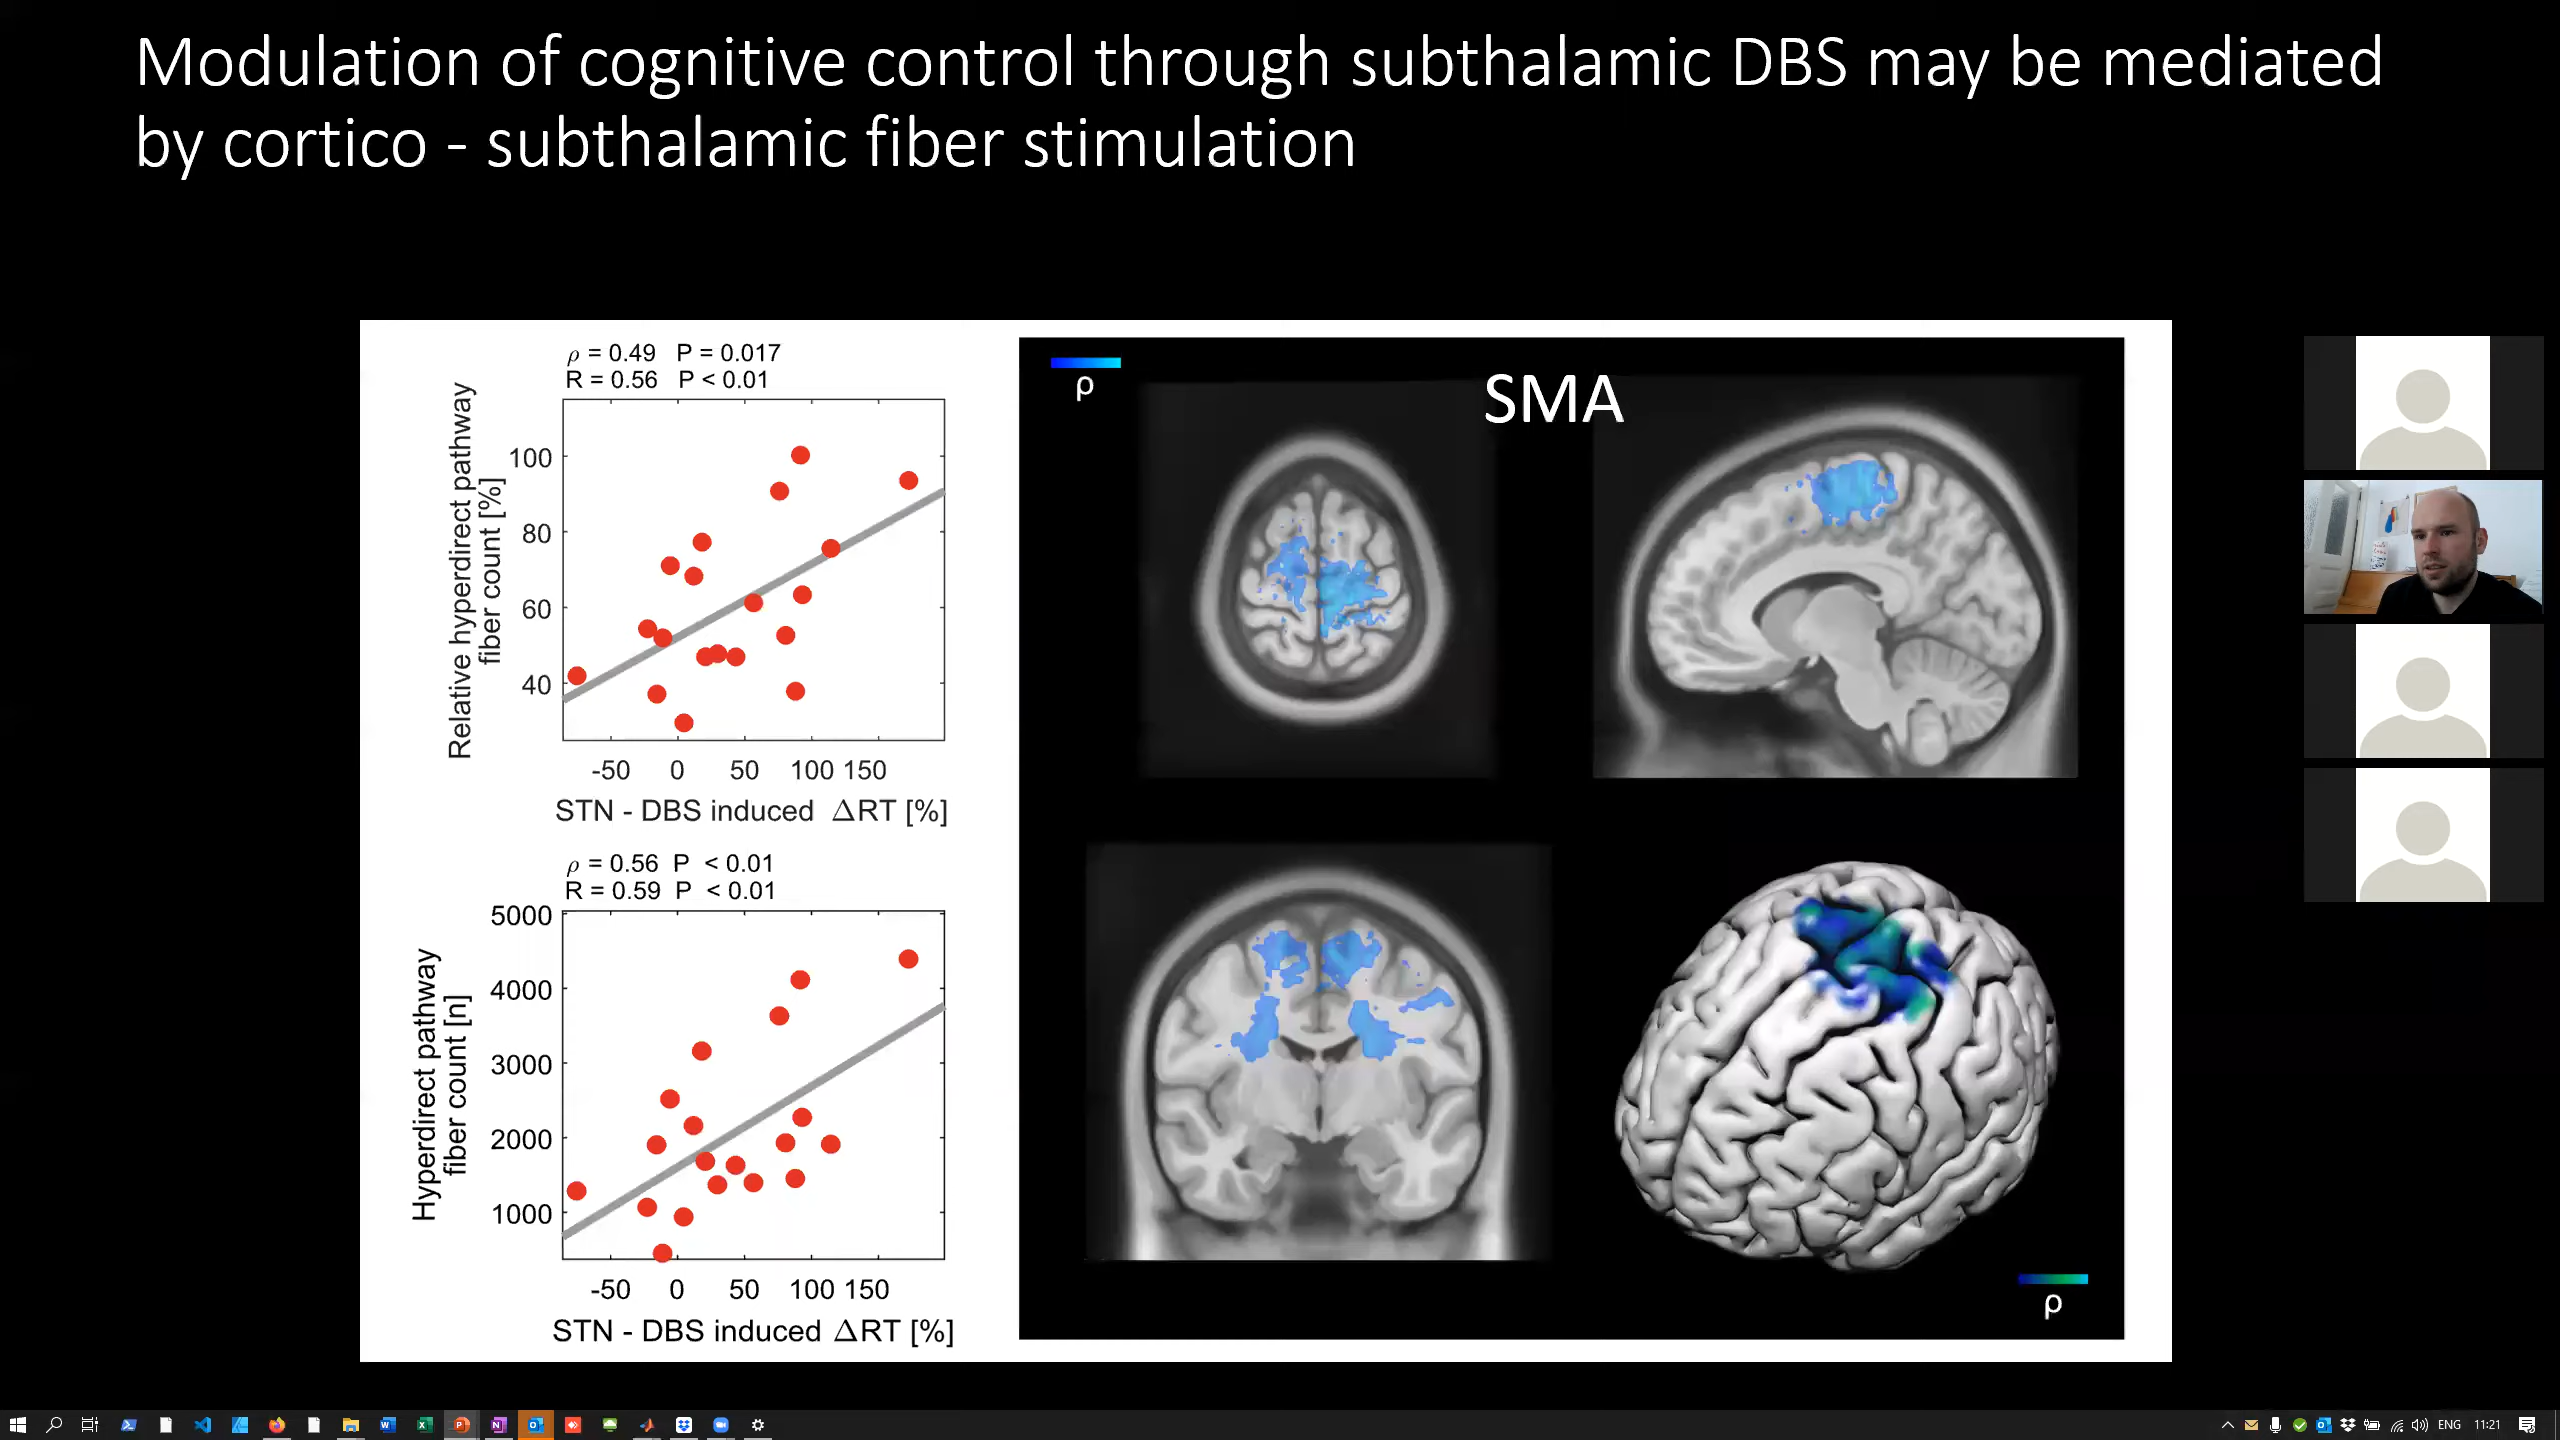 Modulation of cognitive control through subthalamic DBS may be mediated
by cortico - subthalamic fiber stimulation
ρ = 0.49 P = 0.017
R = 0.56 P < 0.01
Relative hyperdirect pathway
fiber count [%]
100
80
60
40
-50 0 50 100 150
STN - DBS induced ΔRT [%]
ρ = 0.56 P < 0.01
R = 0.59 P < 0.01
Hyperdirect pathway
fiber count [n]
5000
4000
3000
2000
1000
-50 0 50 100 150
STN - DBS induced ΔRT [%]
ρ
SMA
ρ
ENG 11:21